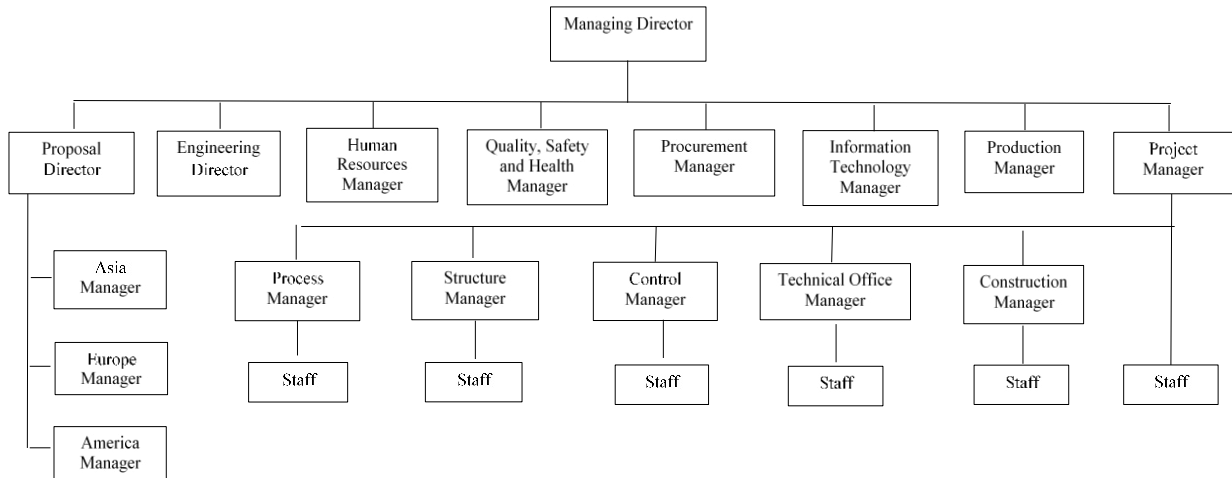 Managing Director
Proposal
Director
Engineering
Director
Human
Resources
Manager
Quality, Safety
and Health
Manager
Procurement
Manager
Information
Technology
Manager
Production
Manager
Project
Manager
Asia
Manager
Process
Manager
Structure
Manager
Control
Manager
Technical Office
Manager
Construction
Manager
Europe
Manager
Staff
Staff
Staff
Staff
Staff
Staff
America
Manager